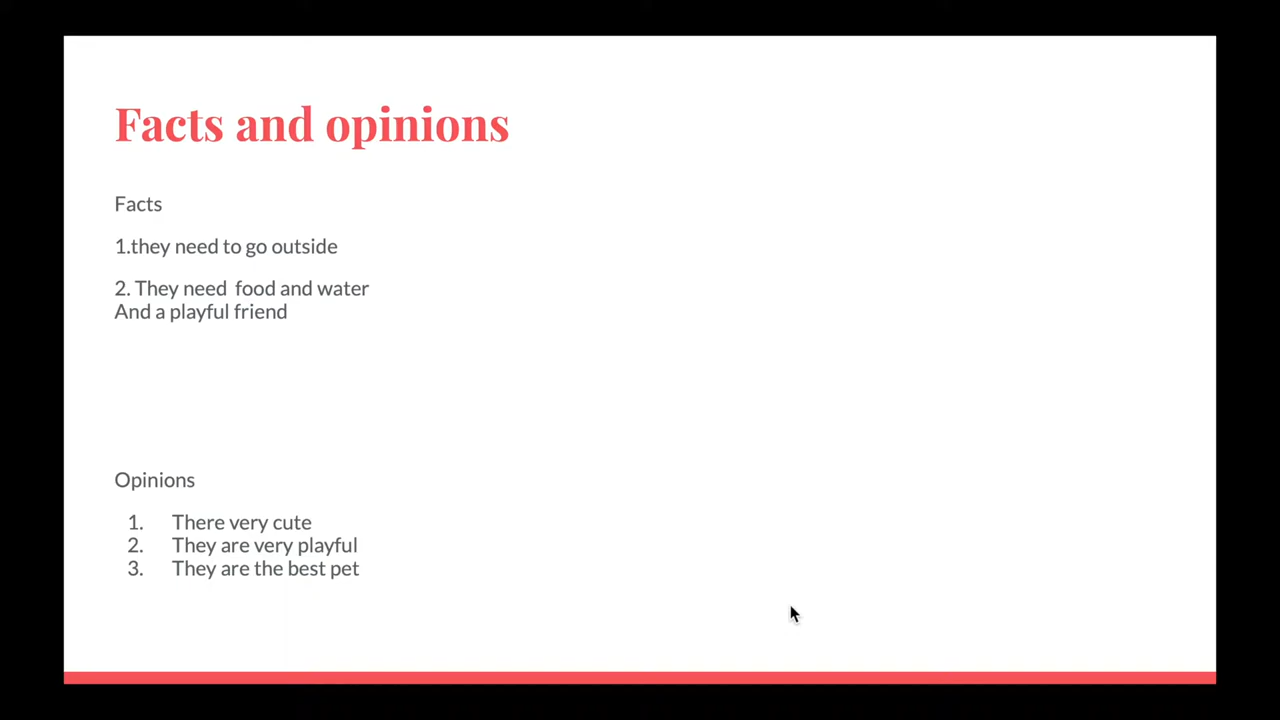 Facts and opinions
Facts
1.they need to go outside
2. They need  food and water
And a playful friend
Opinions
1. There very cute
2. They are very playful
3. They are the best pet